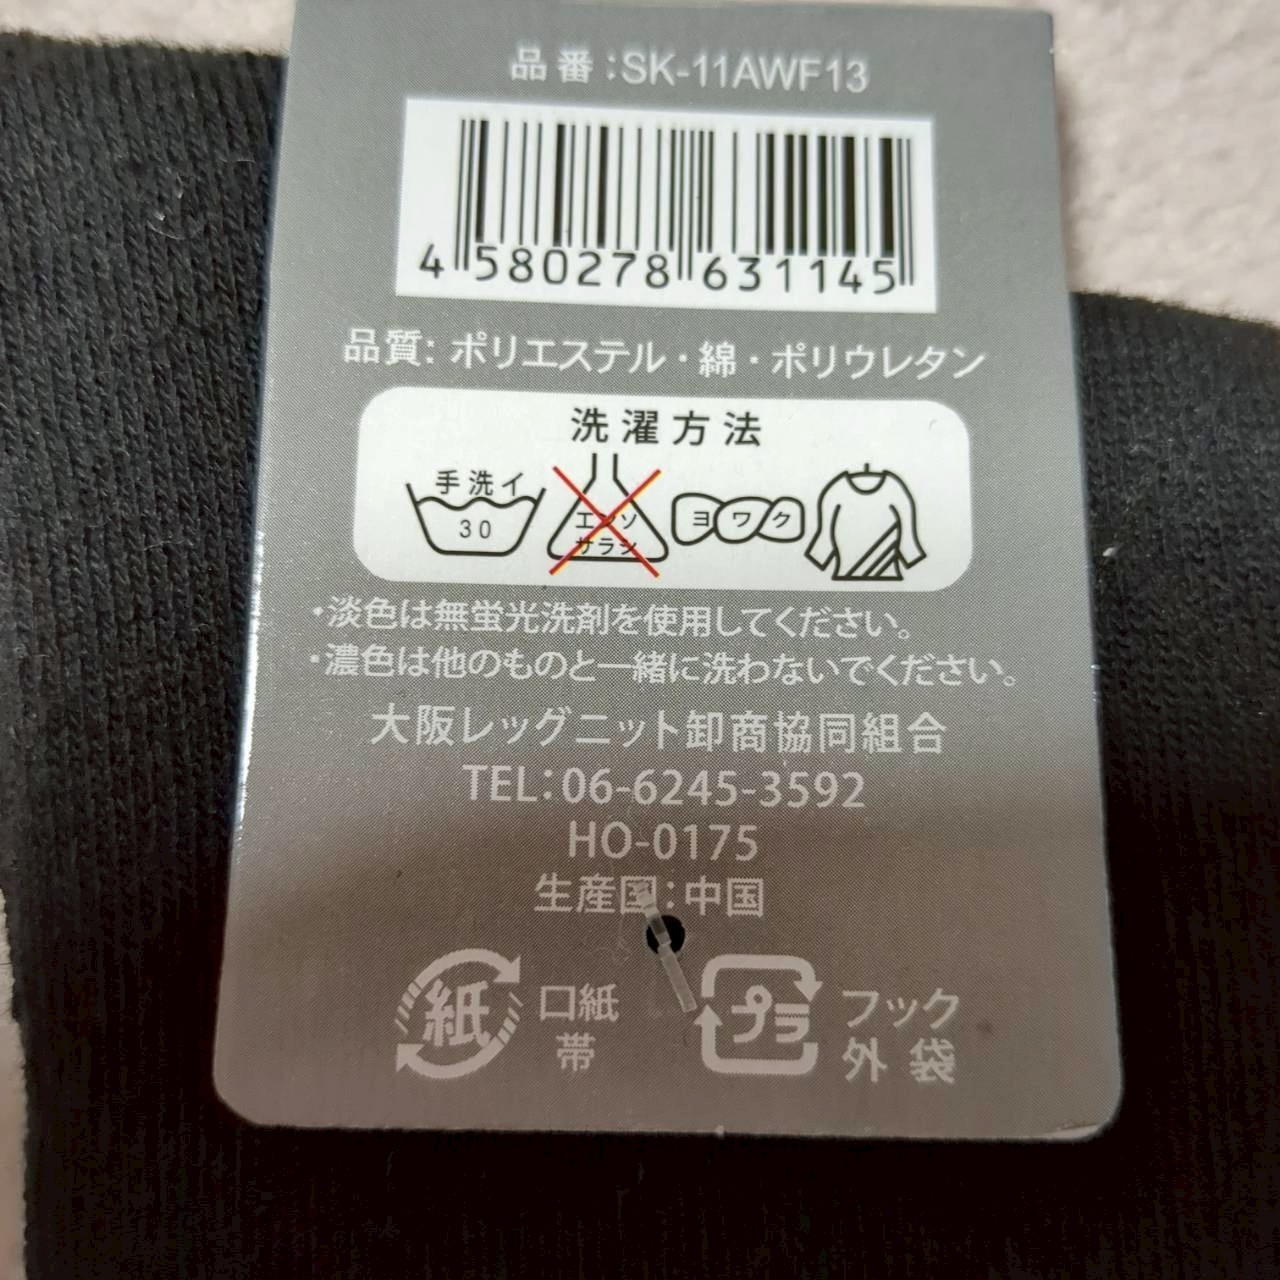 品番:SK-11AWF13
4 580278 631145
品質: ポリエステル・綿・ポリウレタン
洗濯方法
手洗イ
30
エンソ
サラシ
ヨワク
・淡色は無蛍光洗剤を使用してください。
・濃色は他のものと一緒に洗わないでください。
大阪レッグニット卸商協同組合
TEL:06-6245-3592
HO-0175
生産国:中国
紙
口紙
帯
プラ
フック
外袋